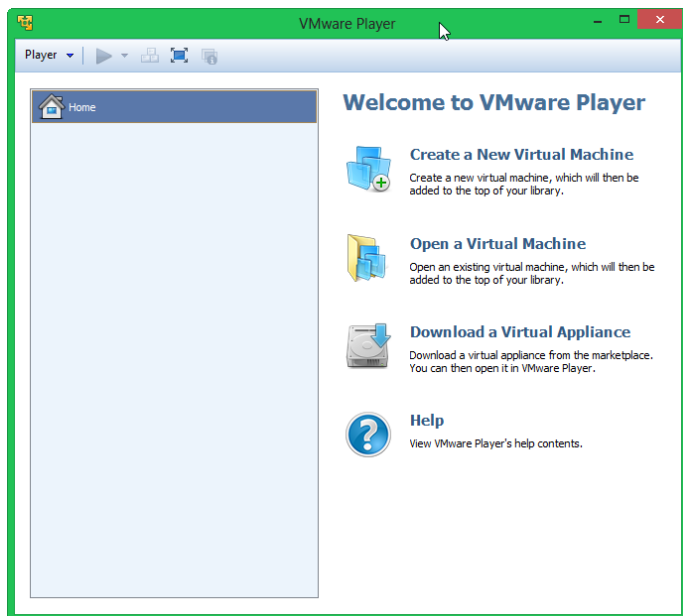 VMware Player
Player
Home
Welcome to VMware Player
Create a New Virtual Machine
Create a new virtual machine, which will then be
added to the top of your library.
Open a Virtual Machine
Open an existing virtual machine, which will then be
added to the top of your library.
Download a Virtual Appliance
Download a virtual appliance from the marketplace.
You can then open it in VMware Player.
Help
View VMware Player's help contents.